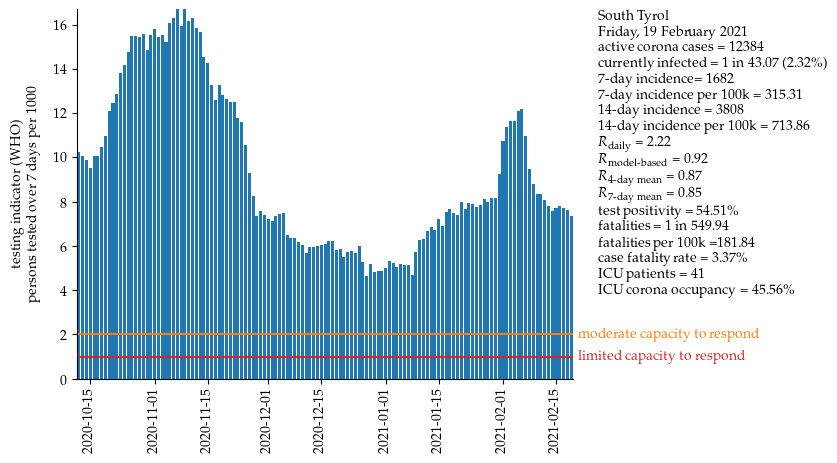 South Tyrol
Friday, 19 February 2021
active corona cases = 12384
currently infected = 1 in 43.07 (2.32%)
7-day incidence= 1682
7-day incidence per 100k = 315.31
14-day incidence = 3808
14-day incidence per 100k = 713.86
Rdaily = 2.22
Rmodel-based = 0.92
R4-day mean = 0.87
R7-day mean = 0.85
test positivity = 54.51%
fatalities = 1 in 549.94
fatalities per 100k =181.84
case fatality rate = 3.37%
ICU patients = 41
ICU corona occupancy = 45.56%
moderate capacity to respond
limited capacity to respond
testing indicator (WHO)
persons tested over 7 days per 1000
16
14
12
10
8
6
4
2
0
2020-10-15
2020-11-01
2020-11-15
2020-12-01
2020-12-15
2021-01-01
2021-01-15
2021-02-01
2021-02-15